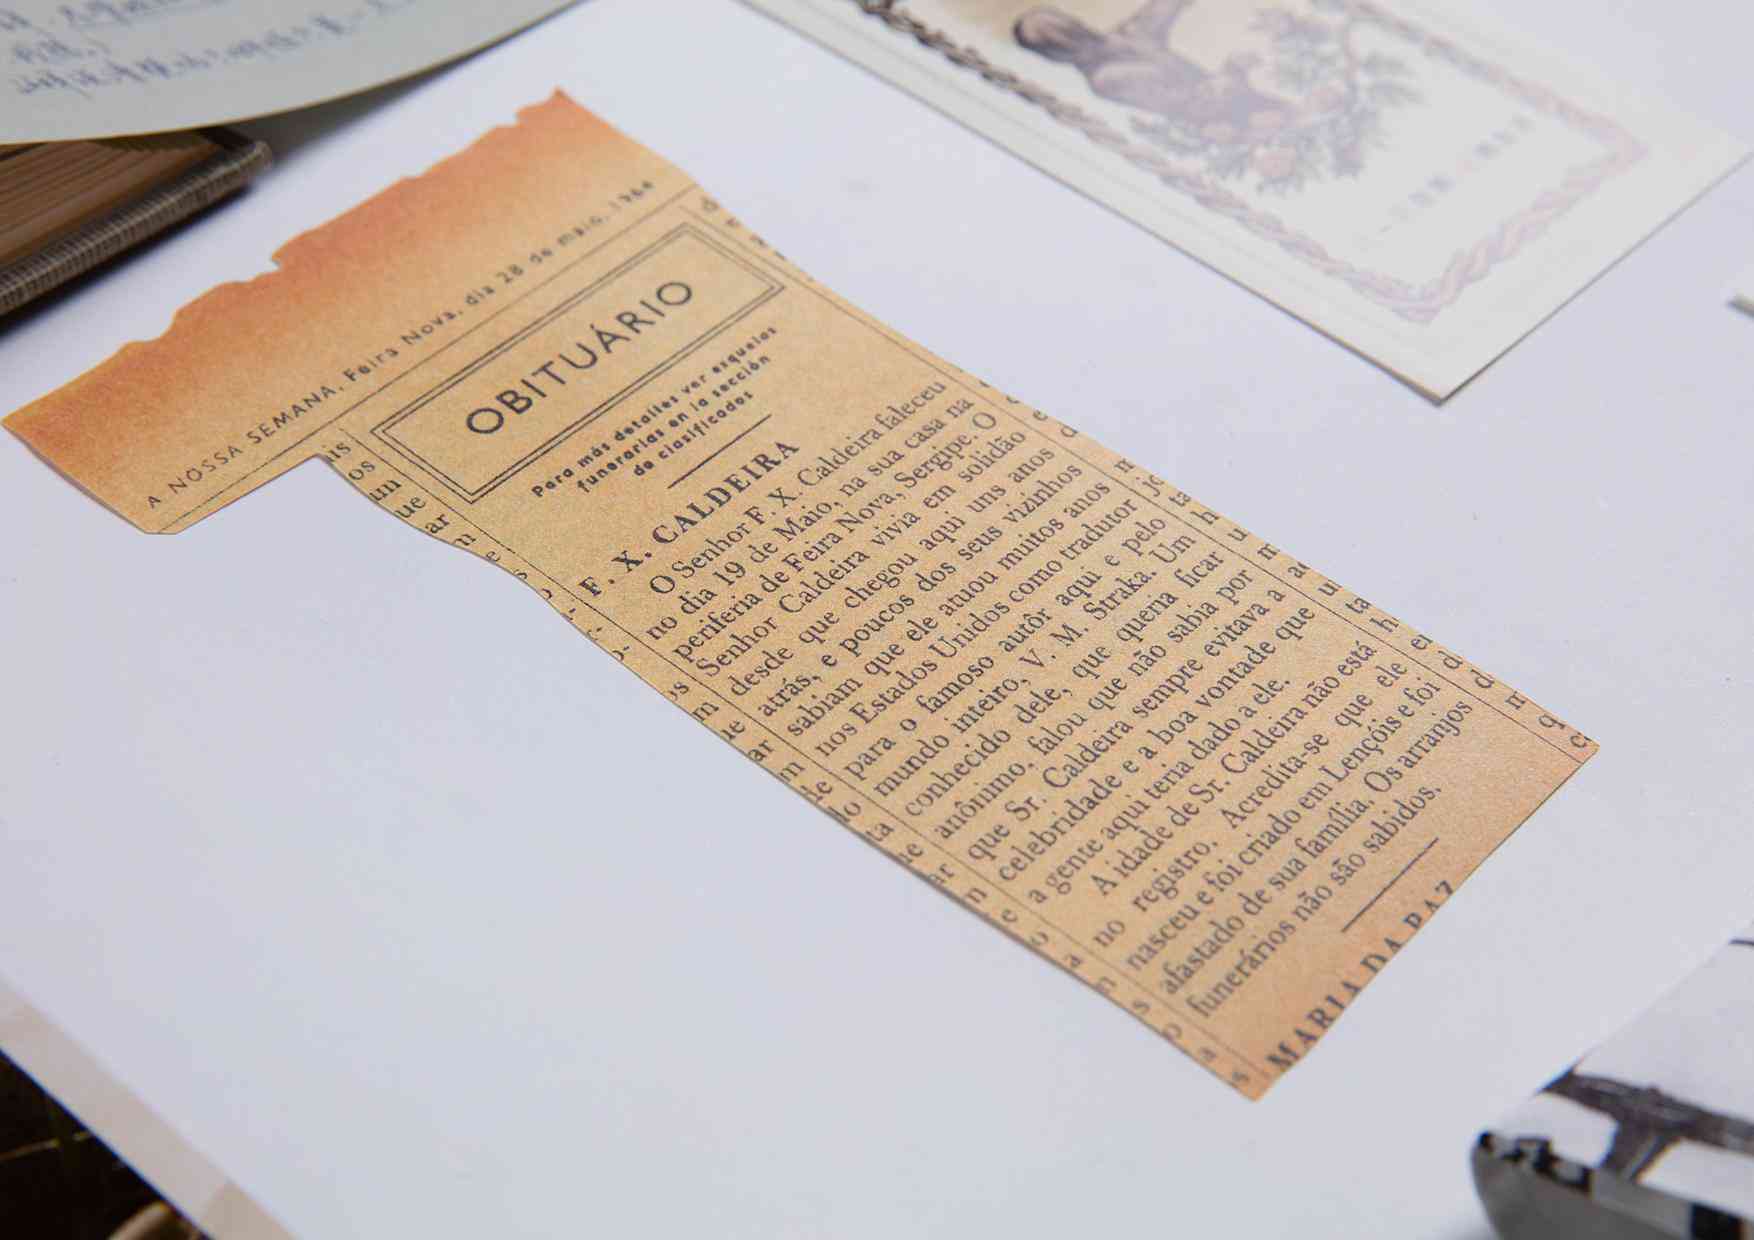 A NOSSA SEMANA, Feira Nova, dia 28 de maio, 1964
OBITUÁRIO
Para más detalles ver esquelas
funerarias en la sección
de clasificados
F. X. CALDEIRA
O Senhor F. X. Caldeira faleceu
no dia 19 de Maio, na sua casa na
periferia de Feira Nova, Sergipe. O
Senhor Caldeira vivia em solidão
desde que chegou aqui uns anos
atrás, e poucos dos seus vizinhos
sabiam que ele atuou muitos anos
nos Estados Unidos como tradutor
para o famoso autôr aqui e pelo
mundo inteiro, V. M. Straka. Um
conhecido dele, que queria ficar
anônimo, falou que não sabia por
que Sr. Caldeira sempre evitava a
celebridade e a boa vontade que
a gente aqui teria dado a ele.
A idade de Sr. Caldeira não está
no registro. Acredita-se que ele
nasceu e foi criado em Lençóis e foi
afastado de sua família. Os arranjos
funerários não são sabidos.
MARIA DA PAZ